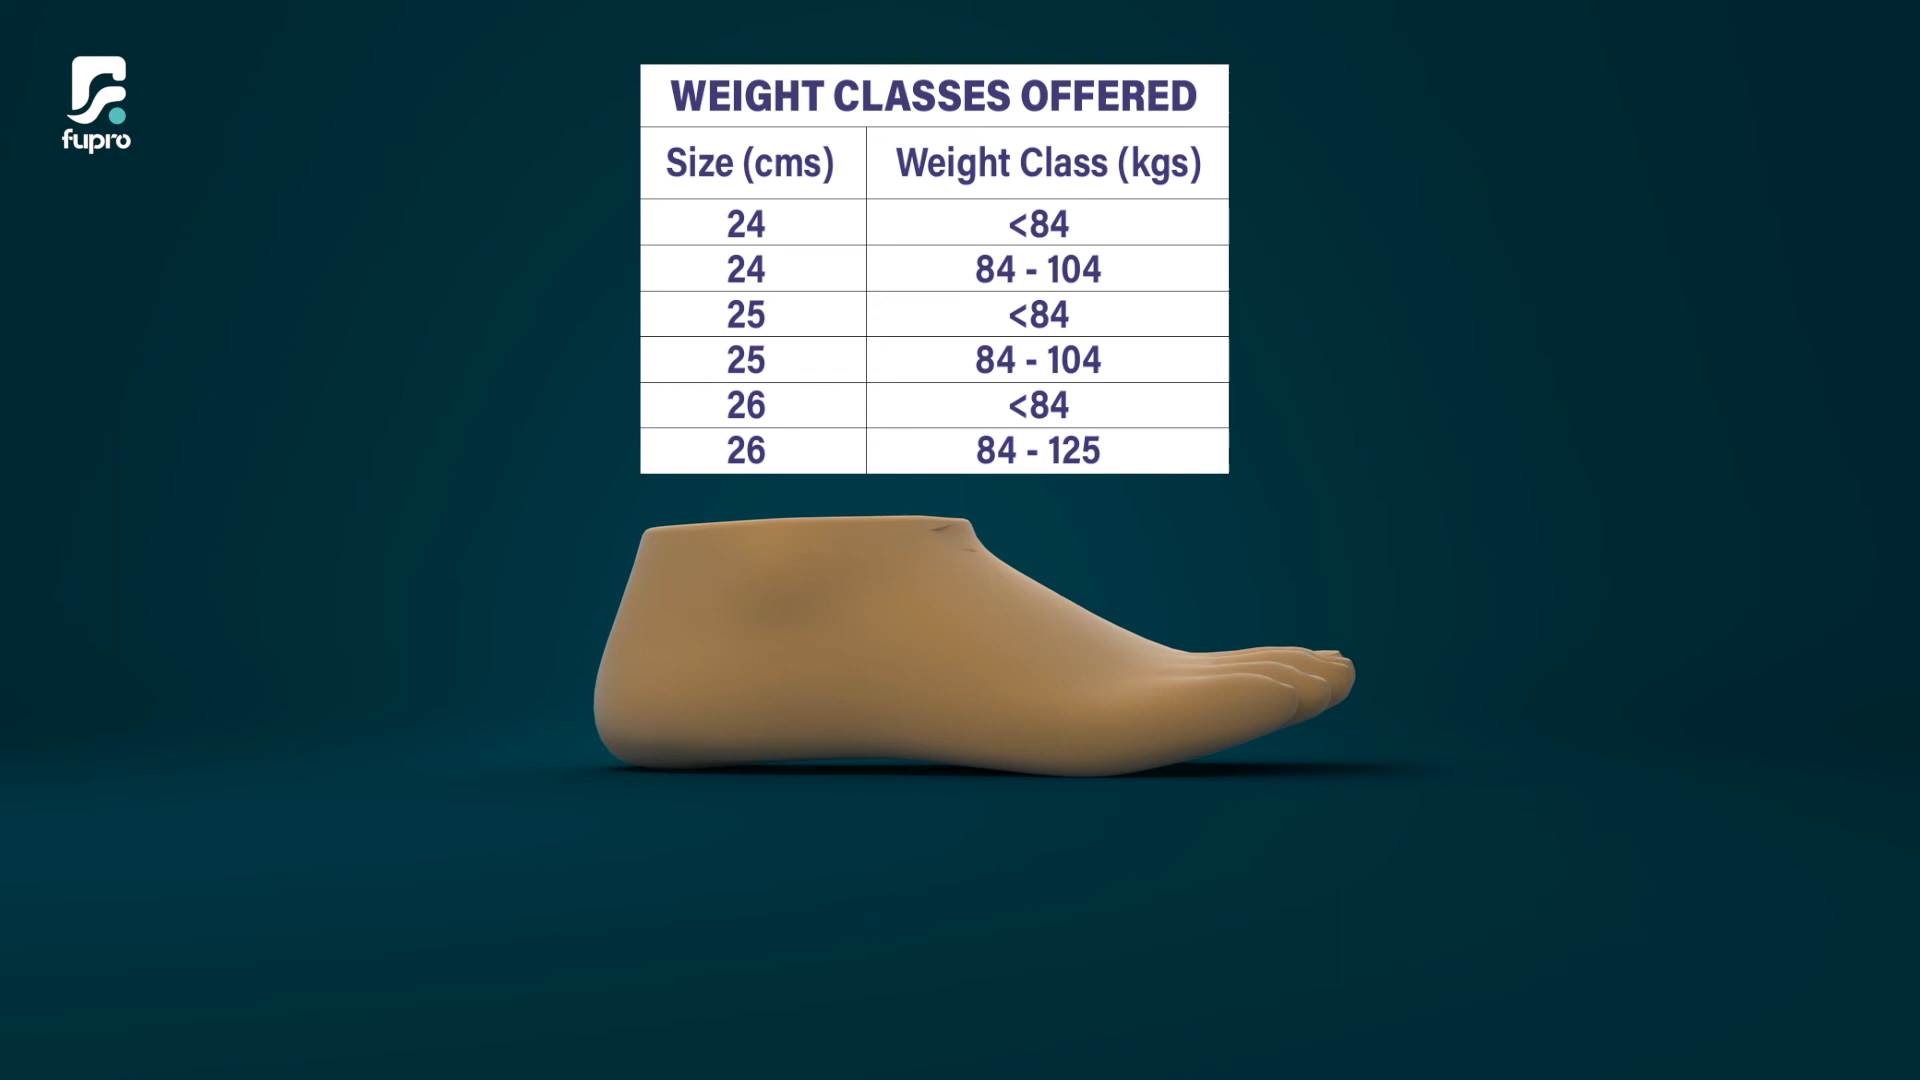 fupro
WEIGHT CLASSES OFFERED
Size (cms) Weight Class (kgs)
24 <84
24 84 - 104
25 <84
25 84 - 104
26 <84
26 84 - 125